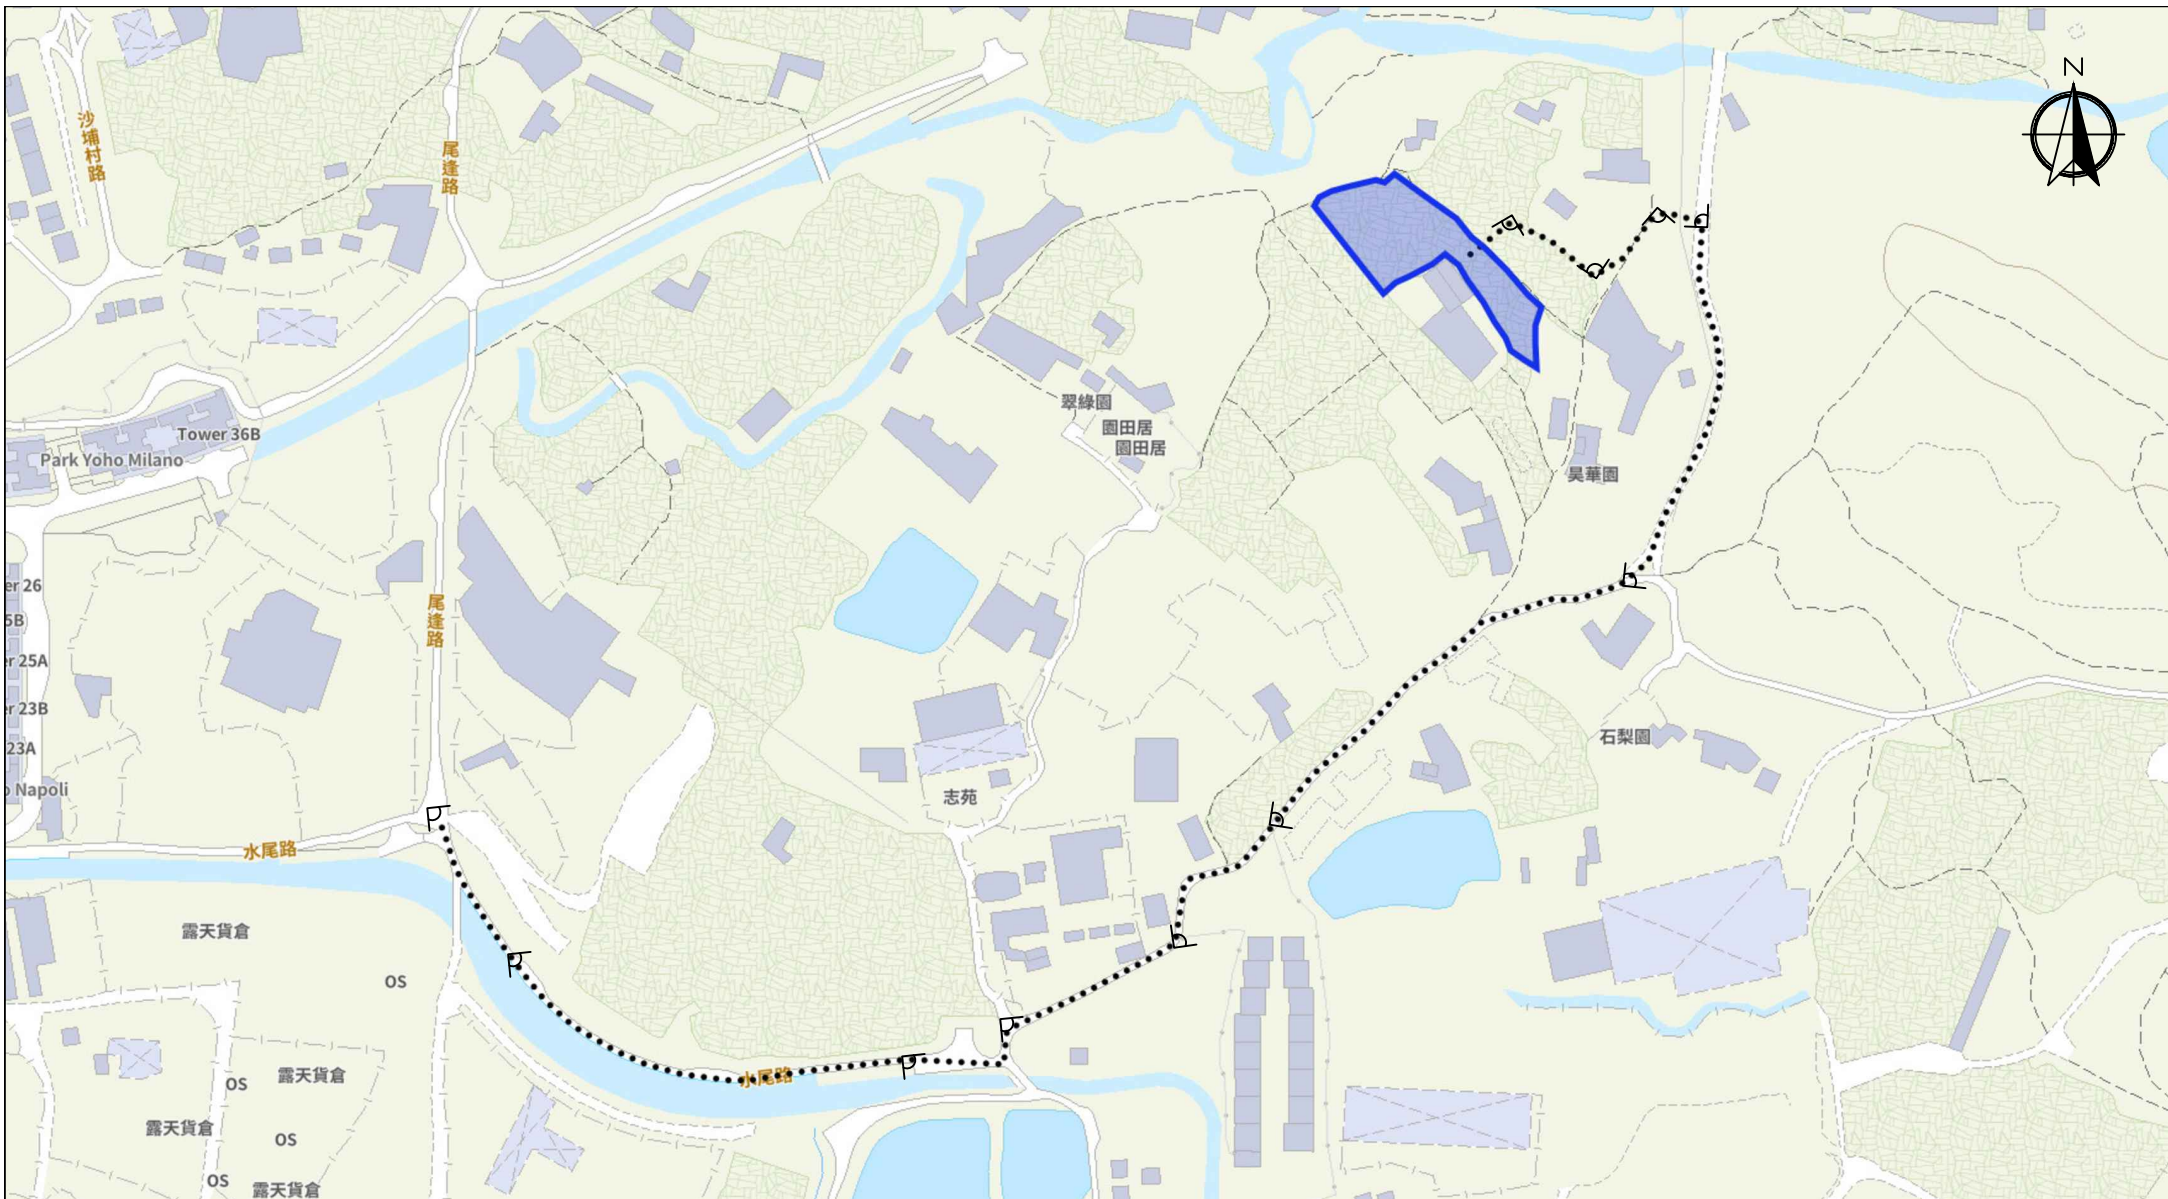 N
沙埔村路
尾逢路
翠綠園
園田居
園田居
Tower 36B
Park Yoho Milano
昊華園
er 26
5B
尾逢路
er 25A
er 23B
23A
石梨園
o Napoli
志苑
水尾路
露天貨倉
OS
水尾路
露天貨倉
OS
露天貨倉
OS
OS
露天貨倉